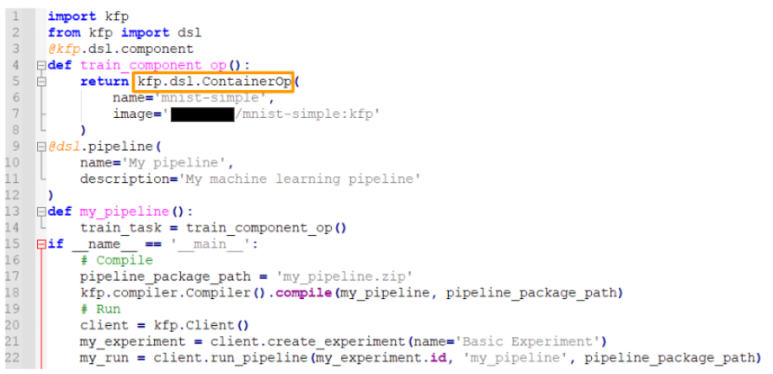 1 import kfp
2 from kfp import dsl
3 @kfp.dsl.component
4 def train_component_op():
5 return kfp.dsl.ContainerOp(
6 name='mnist-simple',
7 image=' /mnist-simple:kfp'
8 )
9 @dsl.pipeline(
10 name='My pipeline',
11 description='My machine learning pipeline'
12 )
13 def my_pipeline():
14 train_task = train_component_op()
15 if __name__ == '__main__':
16 # Compile
17 pipeline_package_path = 'my_pipeline.zip'
18 kfp.compiler.Compiler().compile(my_pipeline, pipeline_package_path)
19 # Run
20 client = kfp.Client()
21 my_experiment = client.create_experiment(name='Basic Experiment')
22 my_run = client.run_pipeline(my_experiment.id, 'my_pipeline', pipeline_package_path)